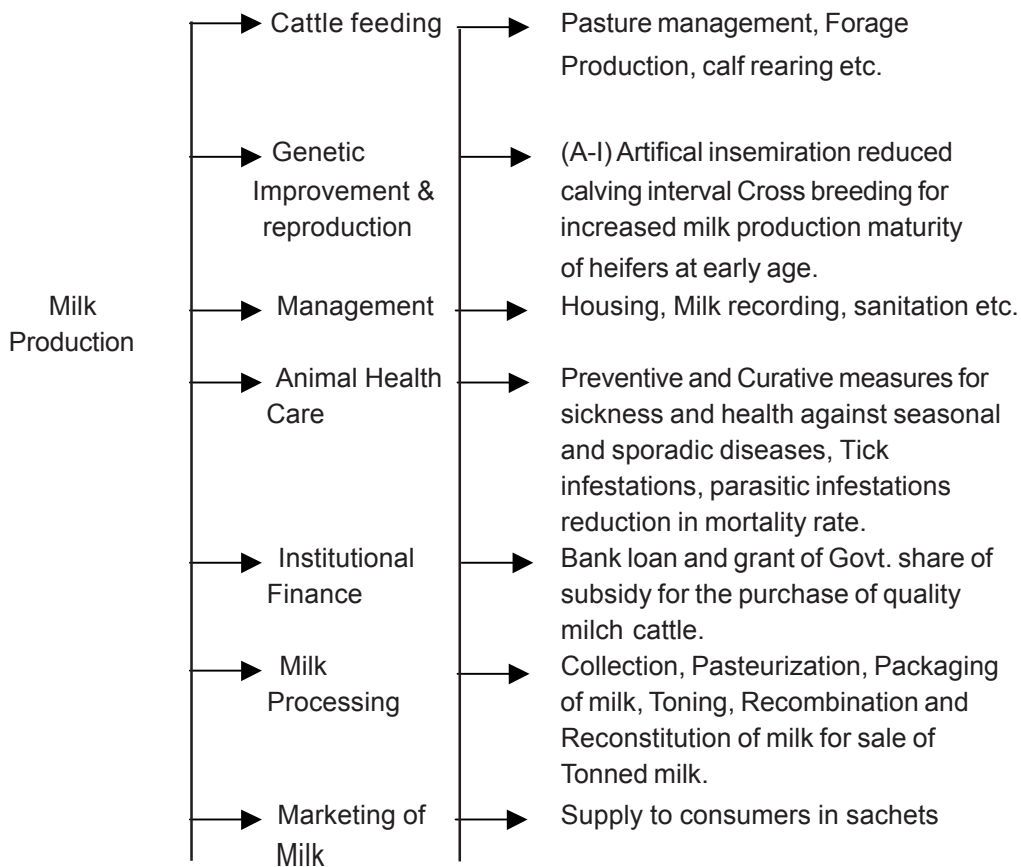 Cattle feeding
Pasture management, Forage
Production, calf rearing etc.
Genetic
Improvement &
reproduction
(A-I) Artifical insemiration reduced
calving interval Cross breeding for
increased milk production maturity
of heifers at early age.
Milk
Production
Management
Housing, Milk recording, sanitation etc.
Animal Health
Care
Preventive and Curative measures for
sickness and health against seasonal
and sporadic diseases, Tick
infestations, parasitic infestations
reduction in mortality rate.
Institutional
Finance
Bank loan and grant of Govt. share of
subsidy for the purchase of quality
milch cattle.
Milk
Processing
Collection, Pasteurization, Packaging
of milk, Toning, Recombination and
Reconstitution of milk for sale of
Tonned milk.
Marketing of
Milk
Supply to consumers in sachets